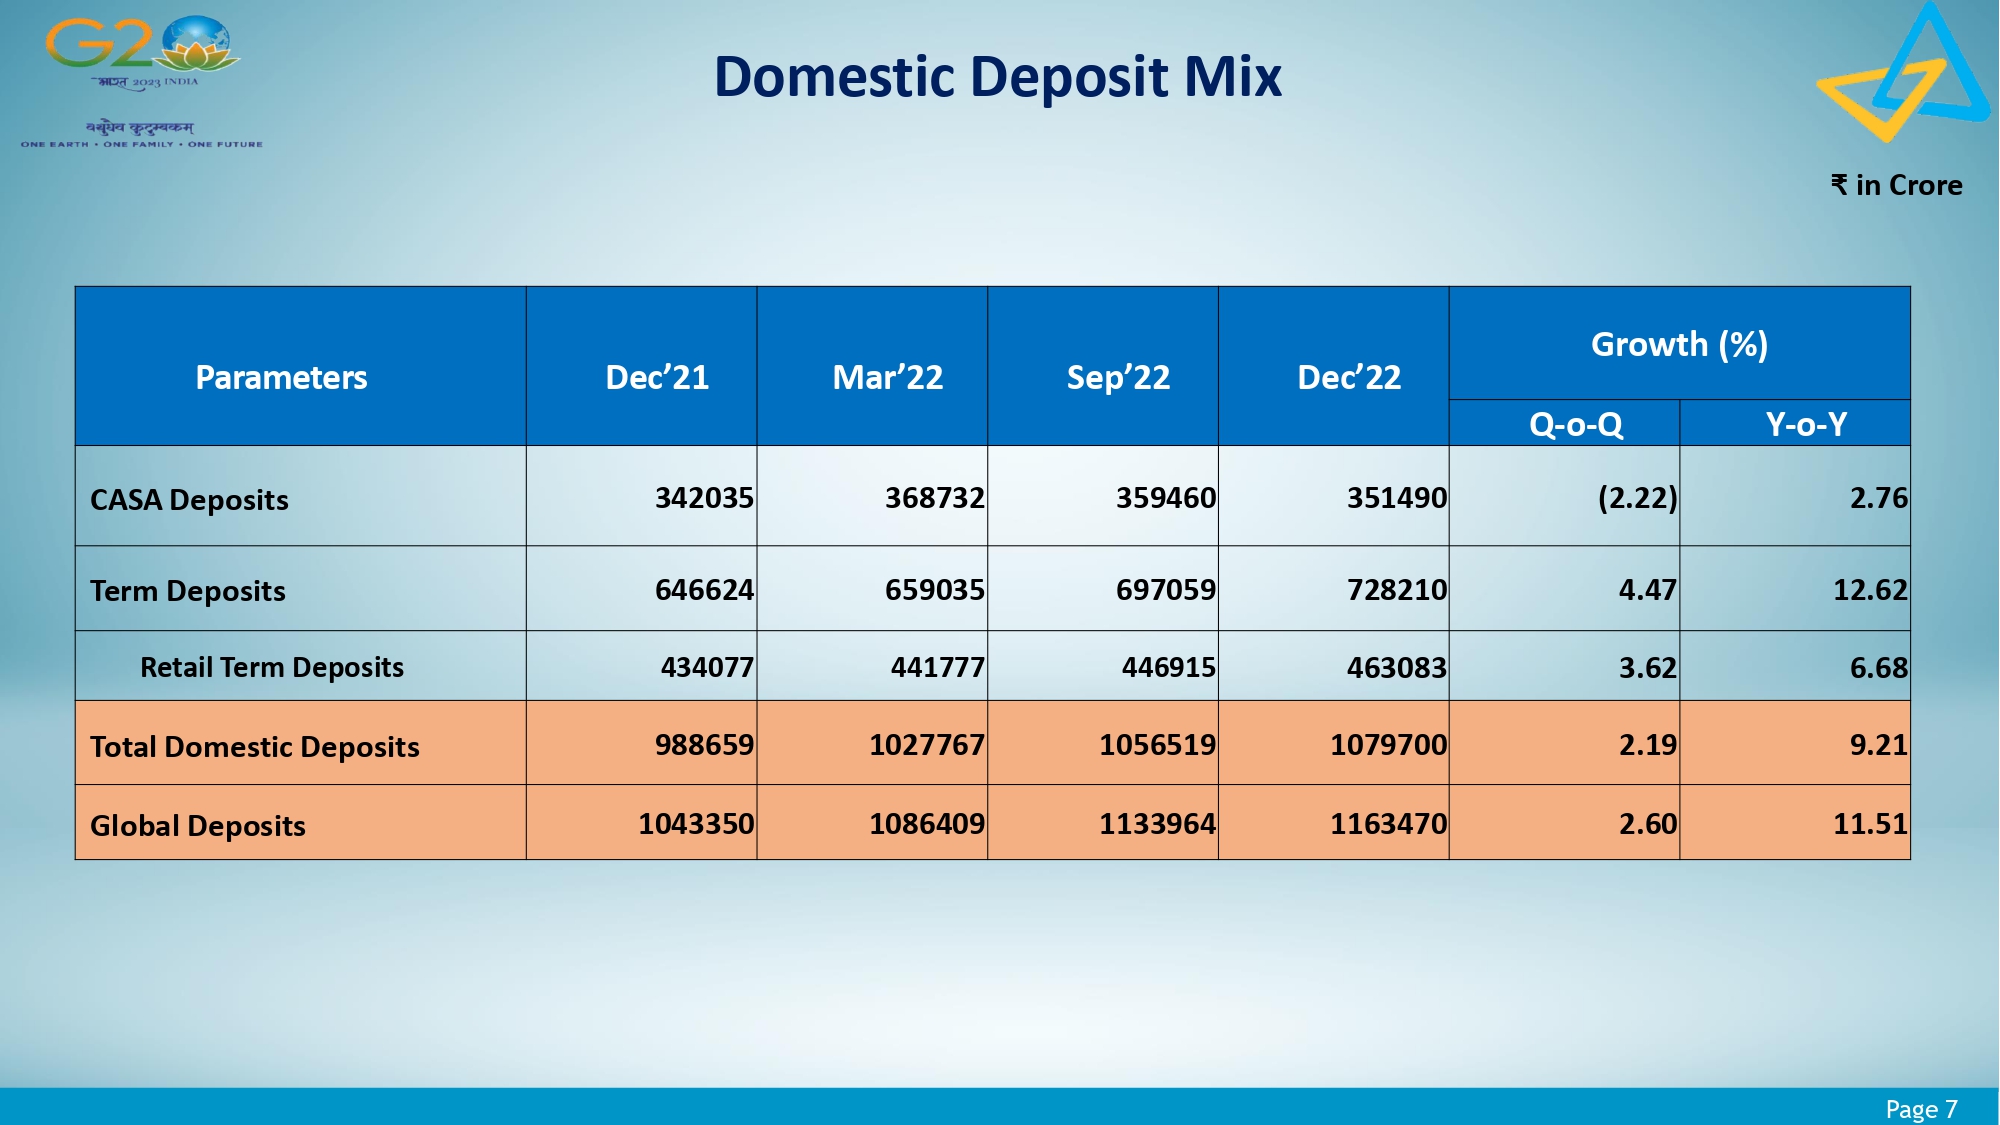 G20
भारत 2023 INDIA
वसुधैव कुटुम्बकम्
ONE EARTH • ONE FAMILY • ONE FUTURE
Domestic Deposit Mix
₹ in Crore
Parameters Dec’21 Mar’22 Sep’22 Dec’22 Growth (%)
Q-o-Q Y-o-Y
CASA Deposits 342035 368732 359460 351490 (2.22) 2.76
Term Deposits 646624 659035 697059 728210 4.47 12.62
Retail Term Deposits 434077 441777 446915 463083 3.62 6.68
Total Domestic Deposits 988659 1027767 1056519 1079700 2.19 9.21
Global Deposits 1043350 1086409 1133964 1163470 2.60 11.51
Page 7